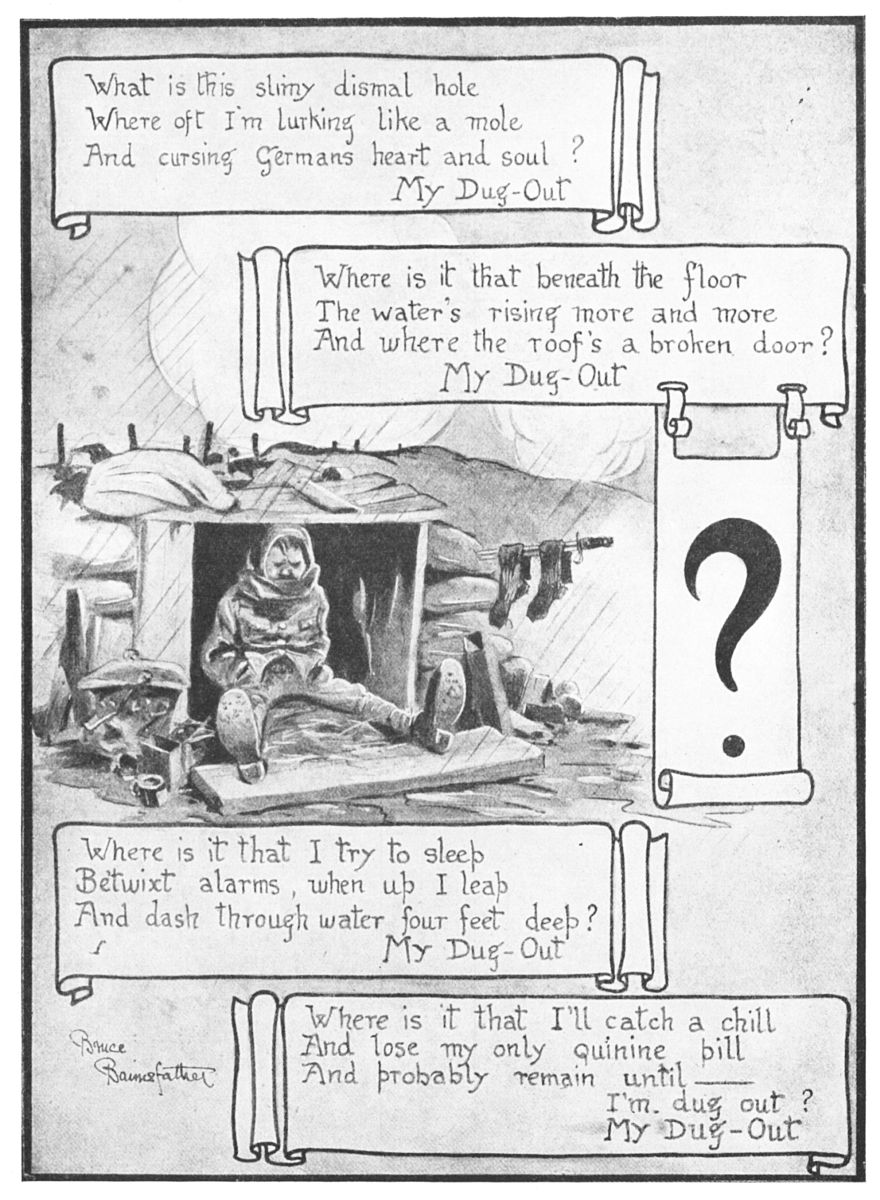 What is this slimy dismal hole
Where oft I'm lurking like a mole
And cursing Germans heart and soul ?
My Dug-Out
Where is it that beneath the floor
The water's rising more and more
And where the roof's a broken door ?
My Dug-Out
?
Where is it that I try to sleep
Betwixt alarms, when up I leap
And dash through water four feet deep ?
My Dug-Out
Where is it that I'll catch a chill
And lose my only quinine pill
And probably remain until ——
I'm dug out ?
My Dug-Out
Bruce
Bairnsfather